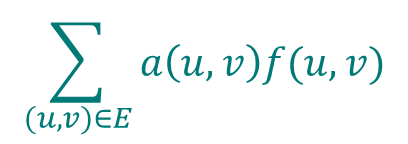 ∑ a(u, v)f(u, v)
(u,v)∈E